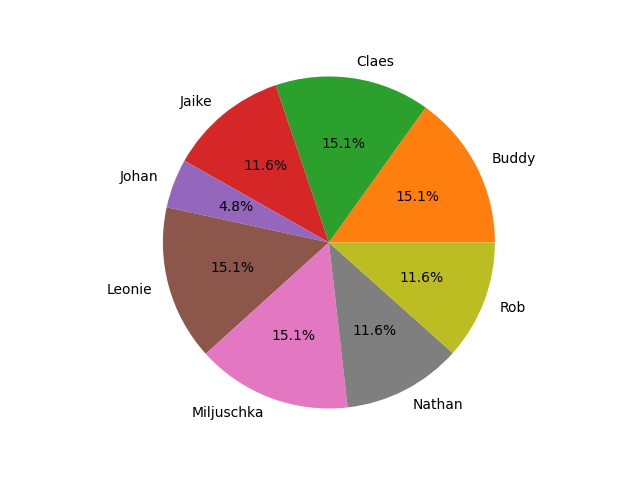 Claes
Jaike
Buddy
15.1%
11.6%
Johan
15.1%
4.8%
15.1%
11.6%
Leonie
Rob
15.1%
11.6%
Nathan
Miljuschka